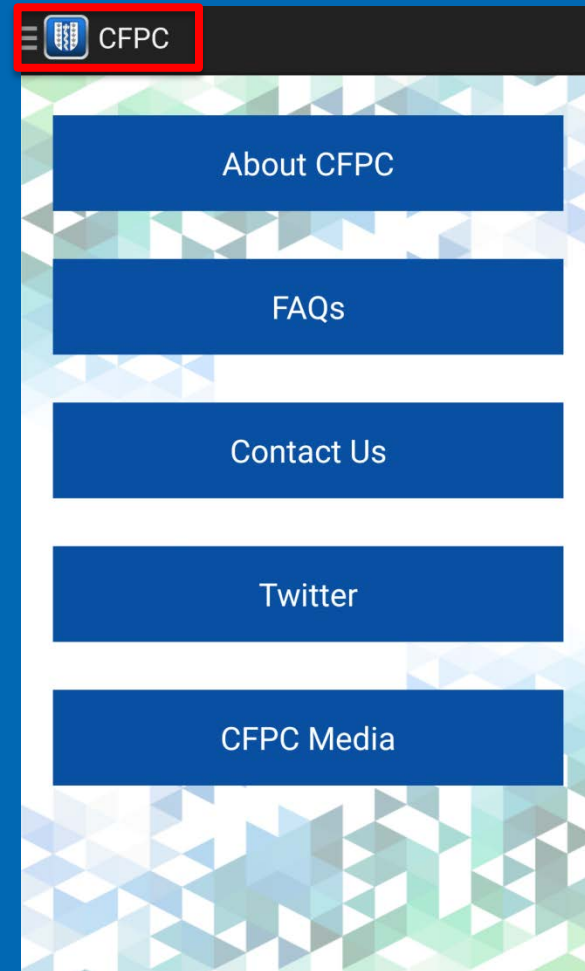 CFPC
About CFPC
FAQs
Contact Us
Twitter
CFPC Media